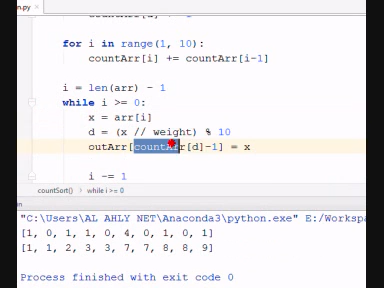 n.py ×
for i in range(1, 10):
countArr[i] += countArr[i-1]
i = len(arr) - 1
while i >= 0:
x = arr[i]
d = (x // weight) % 10
outArr[countArr[d]-1] = x
i -= 1
countSort() › while i >= 0
"C:\Users\AL AHLY NET\Anaconda3\python.exe" E:/Workspa
[1, 0, 1, 1, 0, 4, 0, 1, 0, 1]
[1, 1, 2, 3, 3, 7, 7, 8, 8, 9]
Process finished with exit code 0